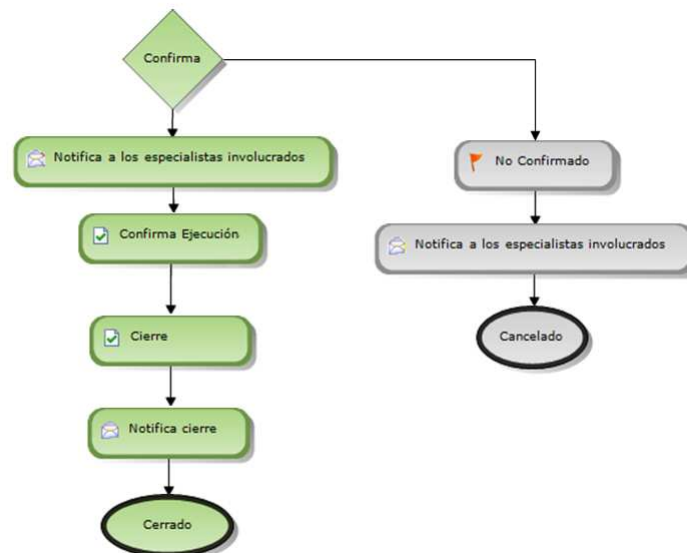 Confirma
Notifica a los especialistas involucrados
Confirma Ejecución
Cierre
Notifica cierre
Cerrado
No Confirmado
Notifica a los especialistas involucrados
Cancelado